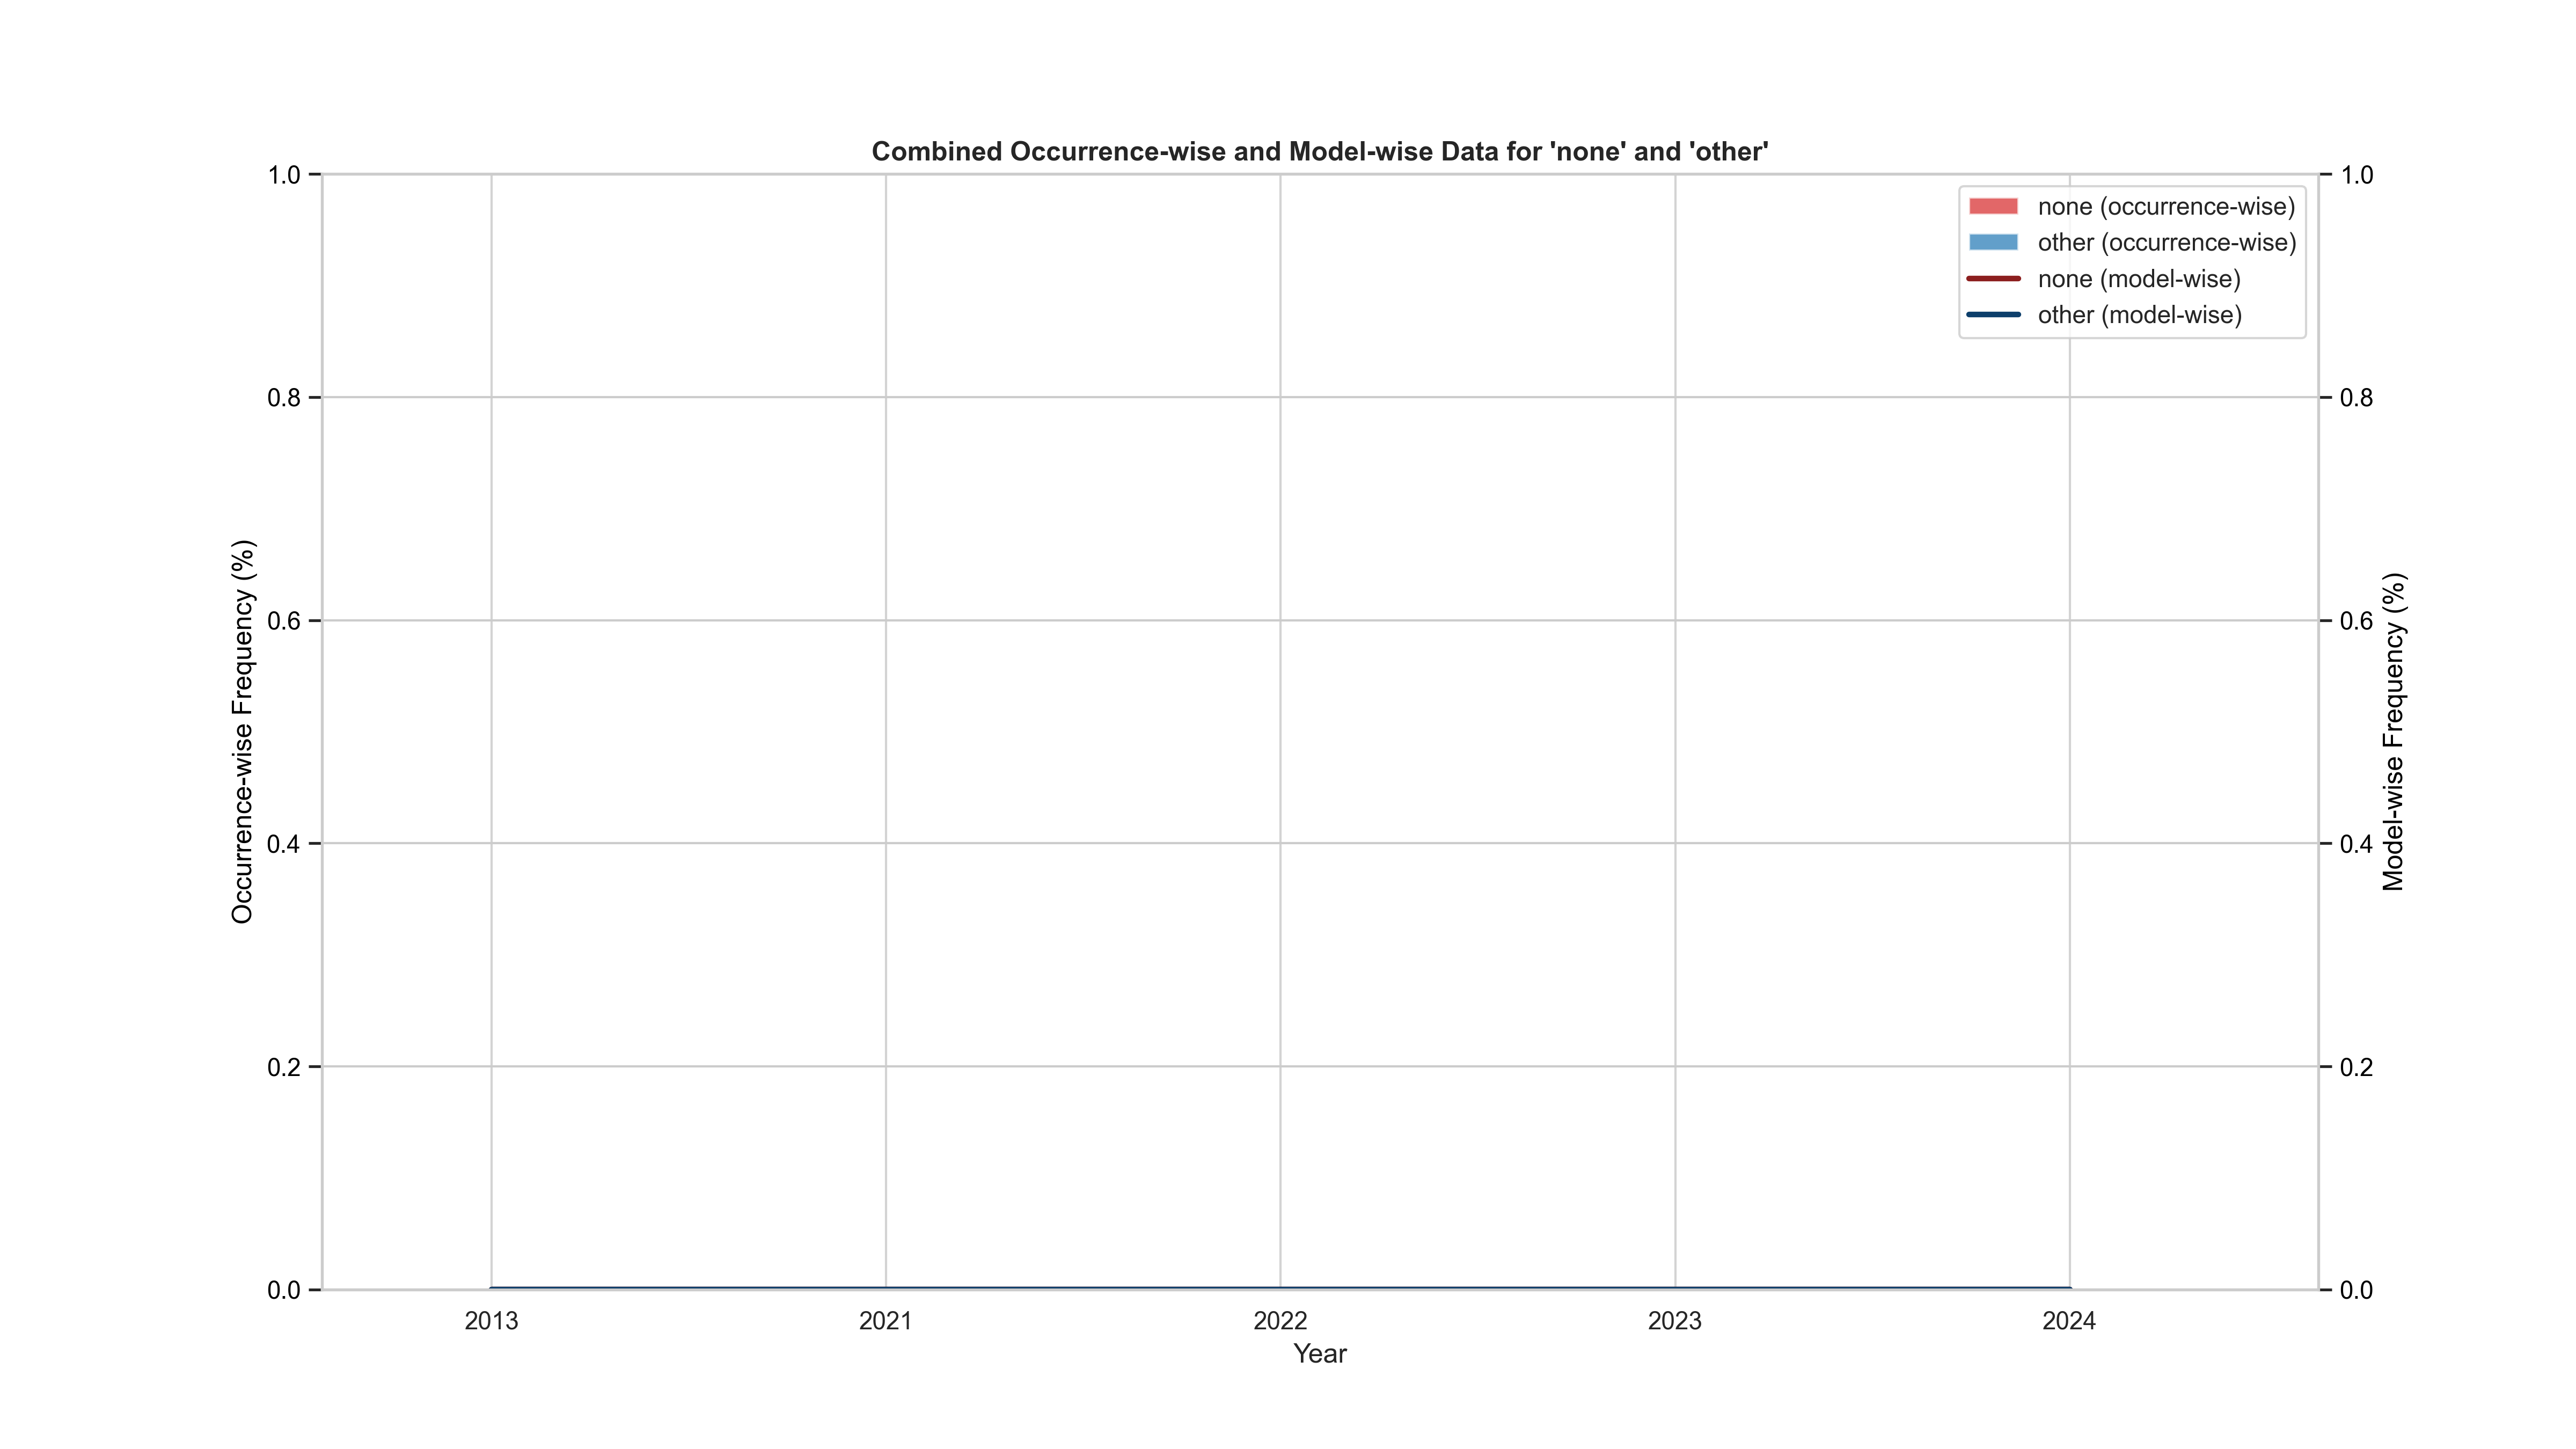 Combined Occurrence-wise and Model-wise Data for 'none' and 'other'
1.0
0.8
0.6
0.4
0.2
0.0
Occurrence-wise Frequency (%)
none (occurrence-wise)
other (occurrence-wise)
none (model-wise)
other (model-wise)
1.0
0.8
0.6
0.4
0.2
0.0
Model-wise Frequency (%)
2013 2021 2022 2023 2024
Year